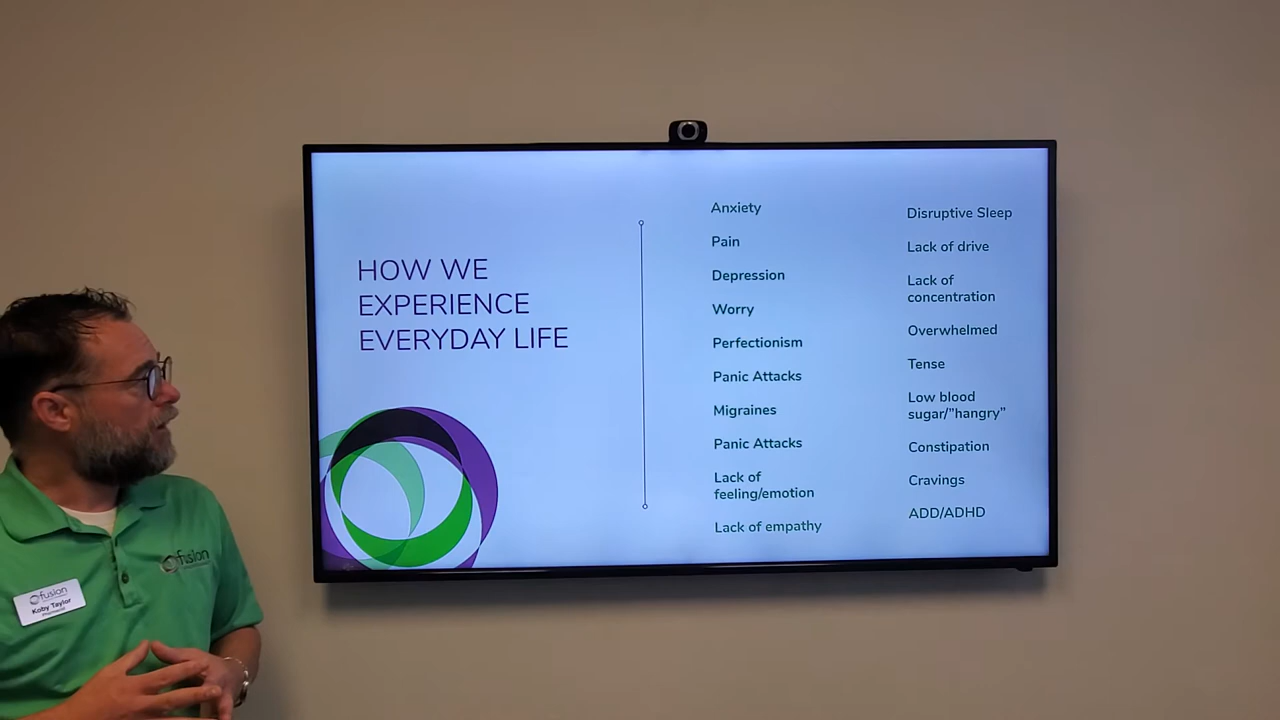 HOW WE
EXPERIENCE
EVERYDAY LIFE
Anxiety
Pain
Depression
Worry
Perfectionism
Panic Attacks
Migraines
Panic Attacks
Lack of
feeling/emotion
Lack of empathy
Disruptive Sleep
Lack of drive
Lack of
concentration
Overwhelmed
Tense
Low blood
sugar/"hangry"
Constipation
Cravings
ADD/ADHD
fusion
fusion
Koby Taylor
Pharmacist